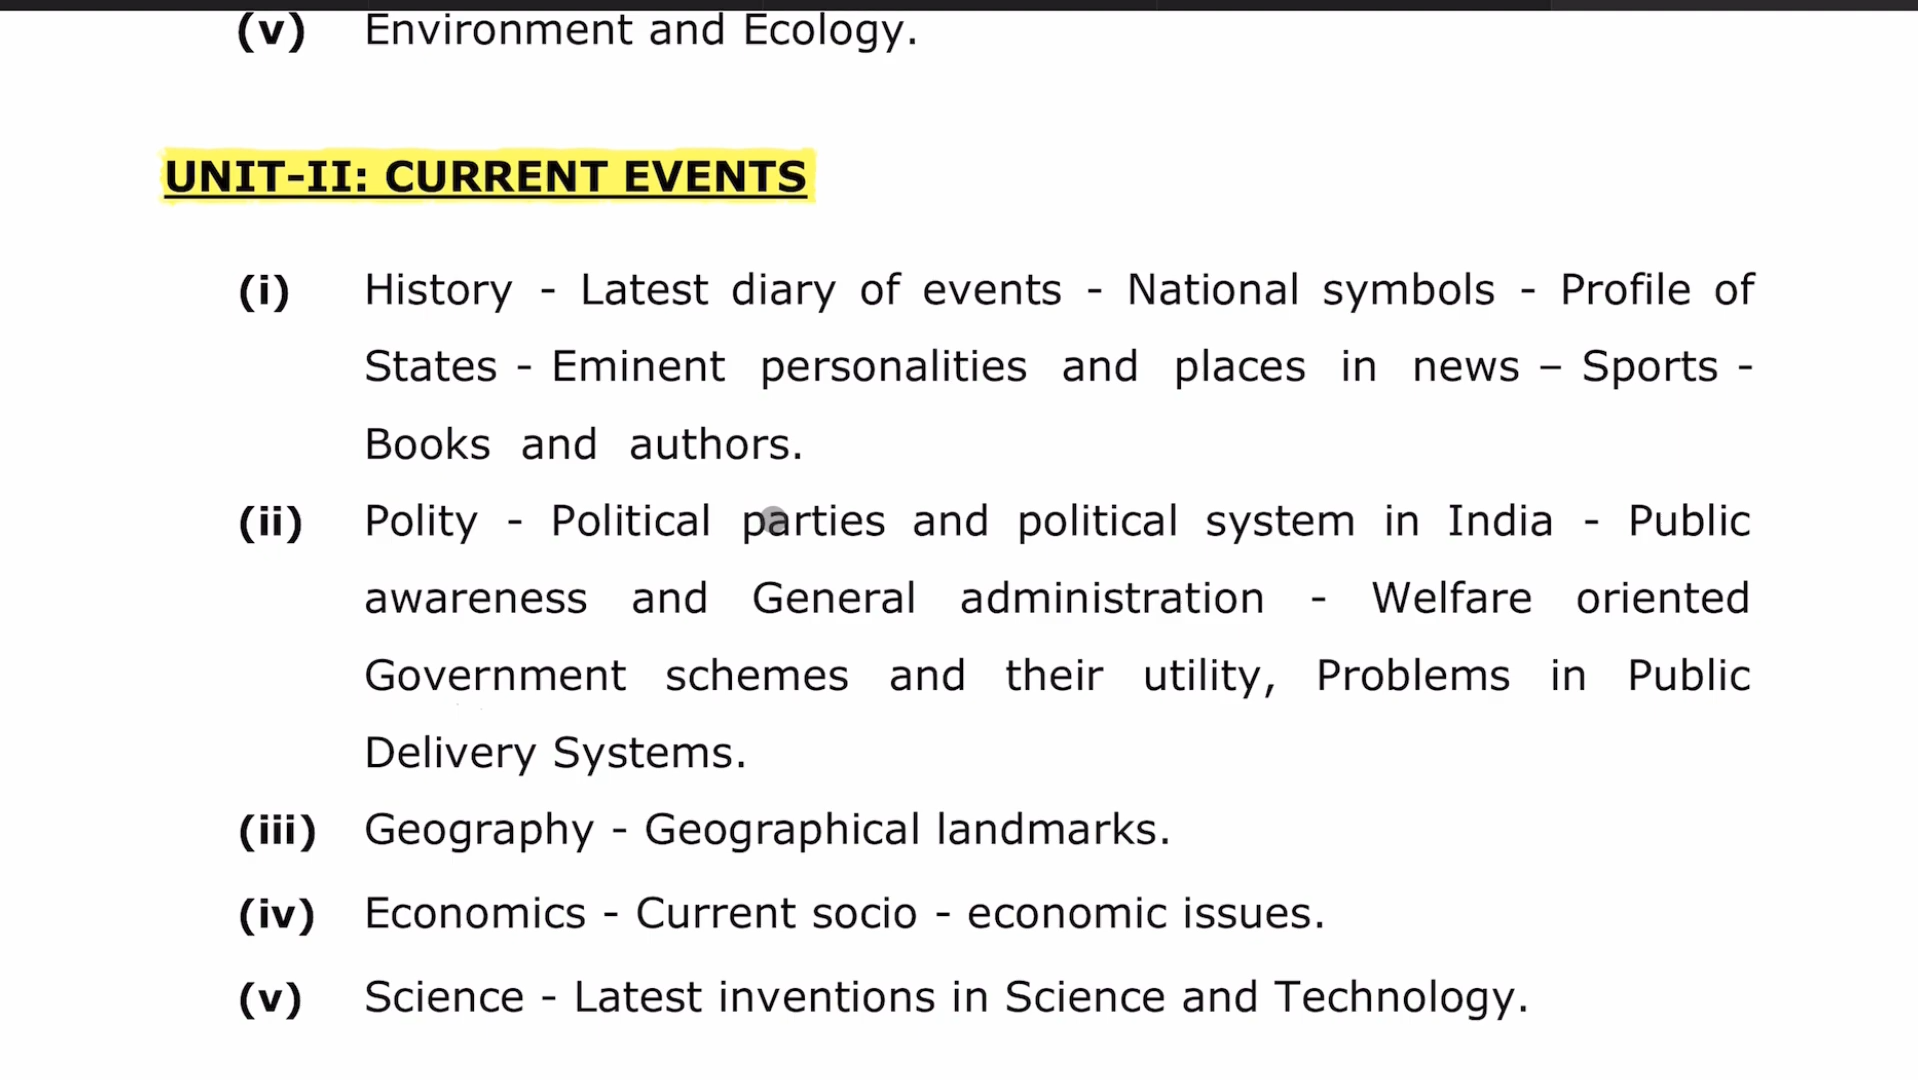 (v) Environment and Ecology.
UNIT-II: CURRENT EVENTS
(i) History - Latest diary of events - National symbols - Profile of
States - Eminent personalities and places in news – Sports -
Books and authors.
(ii) Polity - Political parties and political system in India - Public
awareness and General administration - Welfare oriented
Government schemes and their utility, Problems in Public
Delivery Systems.
(iii) Geography - Geographical landmarks.
(iv) Economics - Current socio - economic issues.
(v) Science - Latest inventions in Science and Technology.